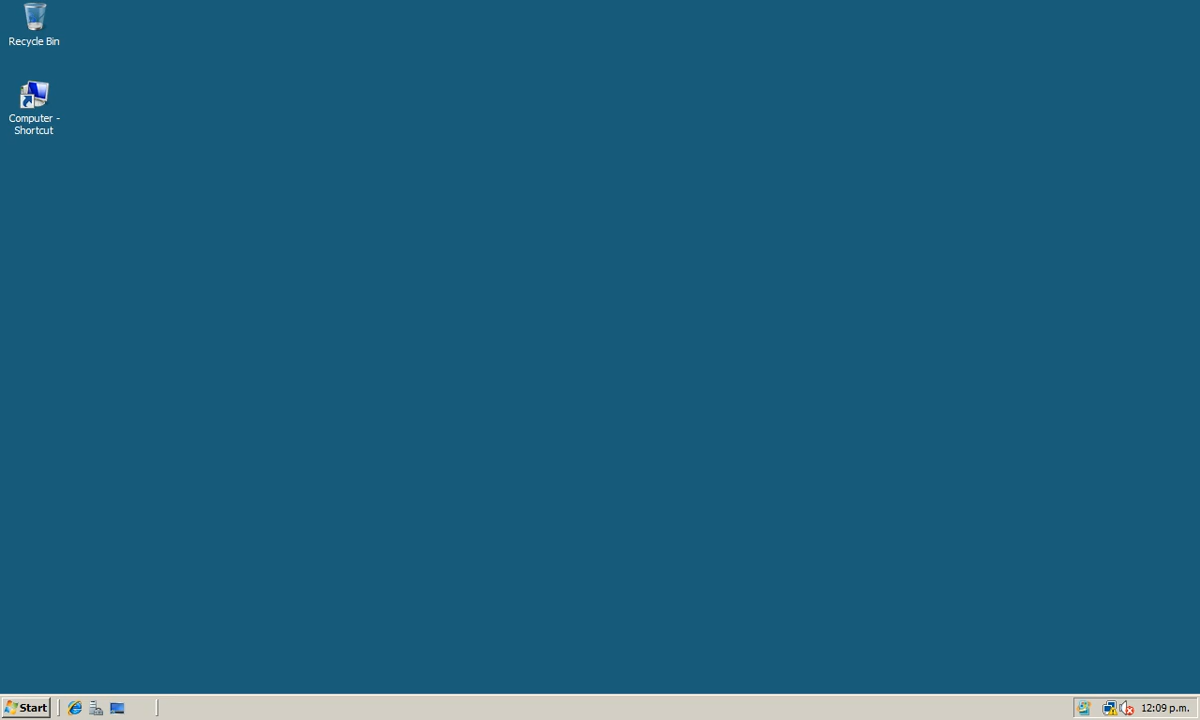 Recycle Bin
Computer -
Shortcut
Start
12:09 p.m.